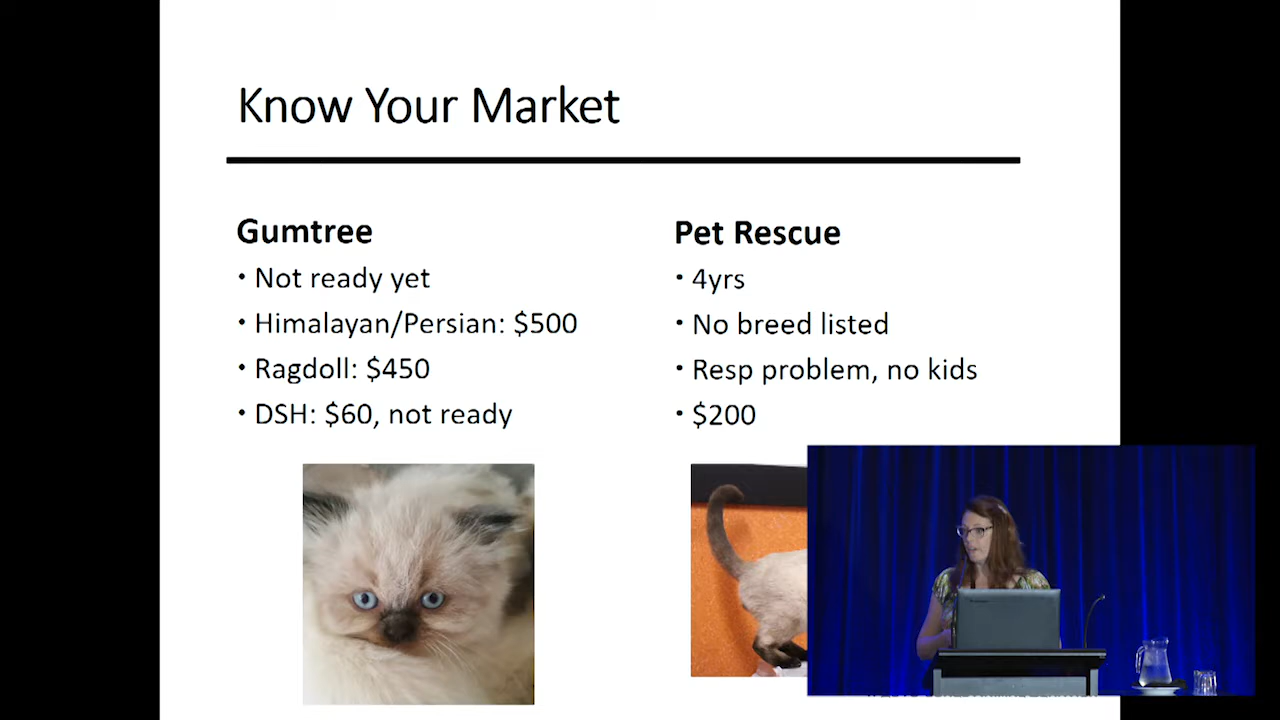 Know Your Market
Gumtree
• Not ready yet
• Himalayan/Persian: $500
• Ragdoll: $450
• DSH: $60, not ready
Pet Rescue
• 4yrs
• No breed listed
• Resp problem, no kids
• $200